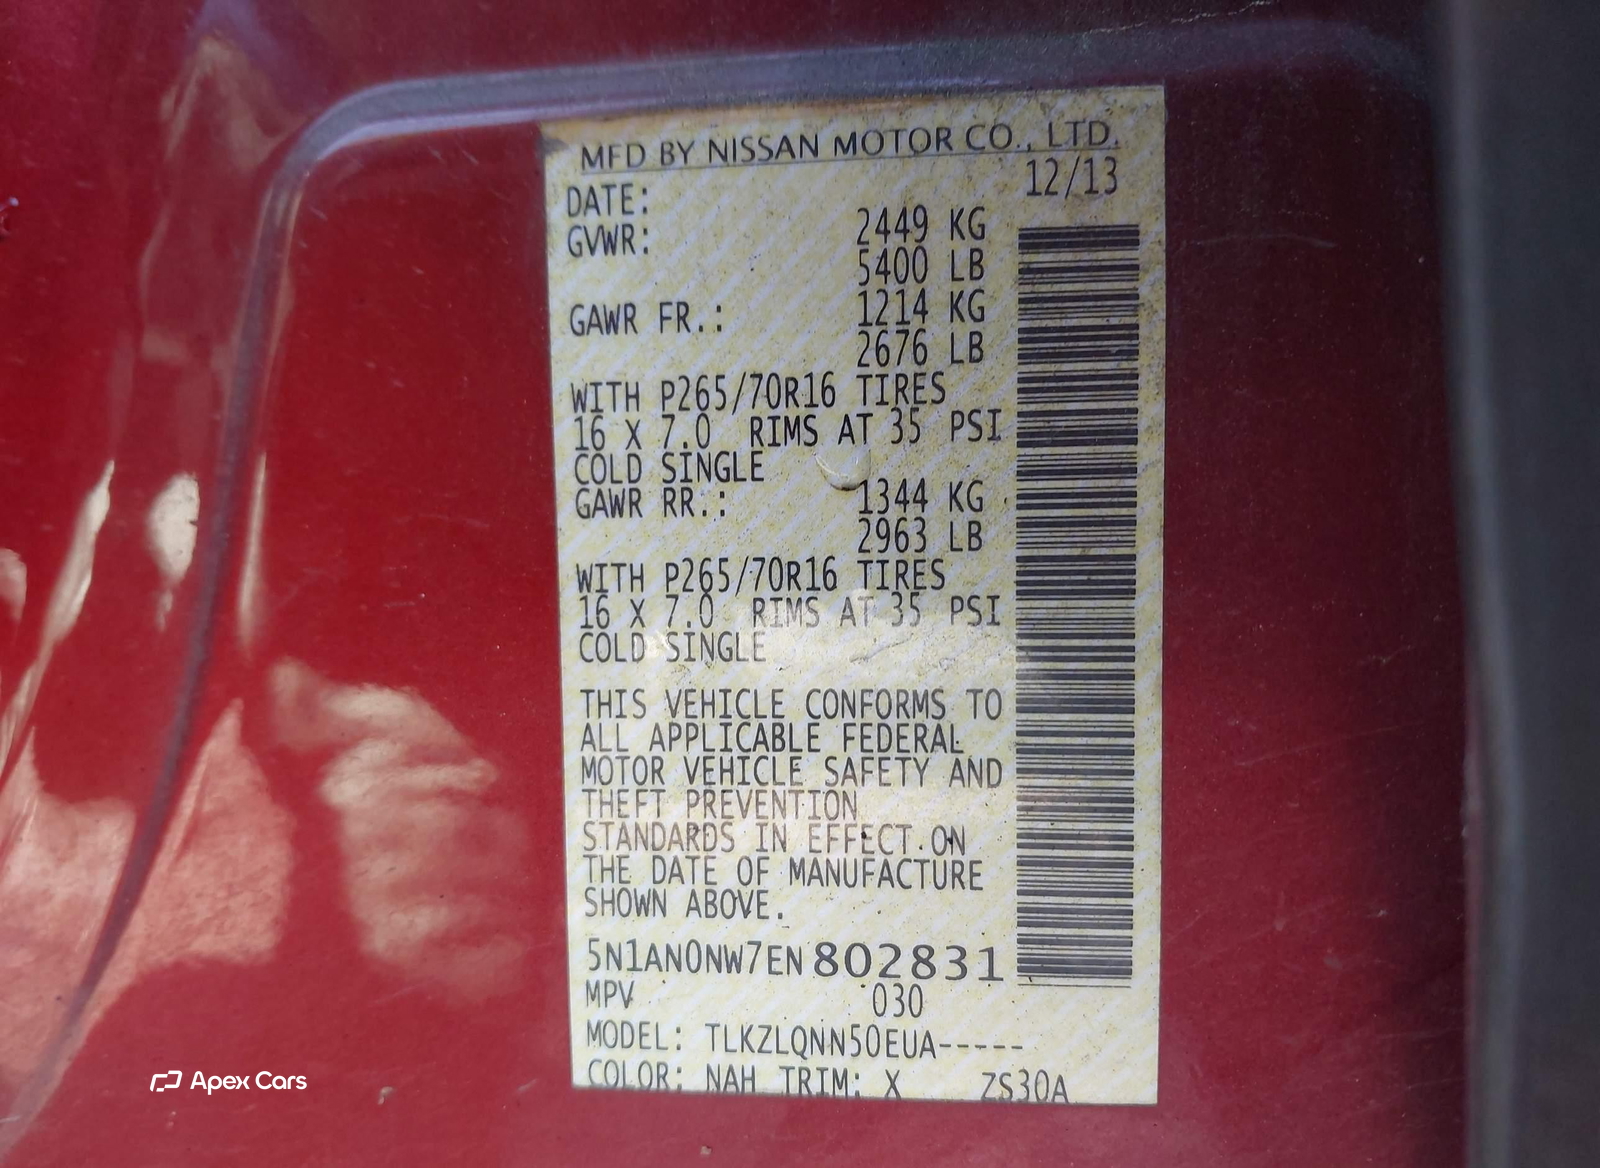 MFD BY NISSAN MOTOR CO., LTD.
DATE: 12/13
GVWR: 2449 KG
5400 LB
GAWR FR.: 1214 KG
2676 LB
WITH P265/70R16 TIRES
16 X 7.0 RIMS AT 35 PSI
COLD SINGLE
GAWR RR.: 1344 KG
2963 LB
WITH P265/70R16 TIRES
16 X 7.0 RIMS AT 35 PSI
COLD SINGLE
THIS VEHICLE CONFORMS TO
ALL APPLICABLE FEDERAL
MOTOR VEHICLE SAFETY AND
THEFT PREVENTION
STANDARDS IN EFFECT ON
THE DATE OF MANUFACTURE
SHOWN ABOVE.
5N1AN0NW7EN802831
MPV 030
MODEL: TLKZLQNN50EUA-----
COLOR: NAH TRIM: X ZS30A
Apex Cars